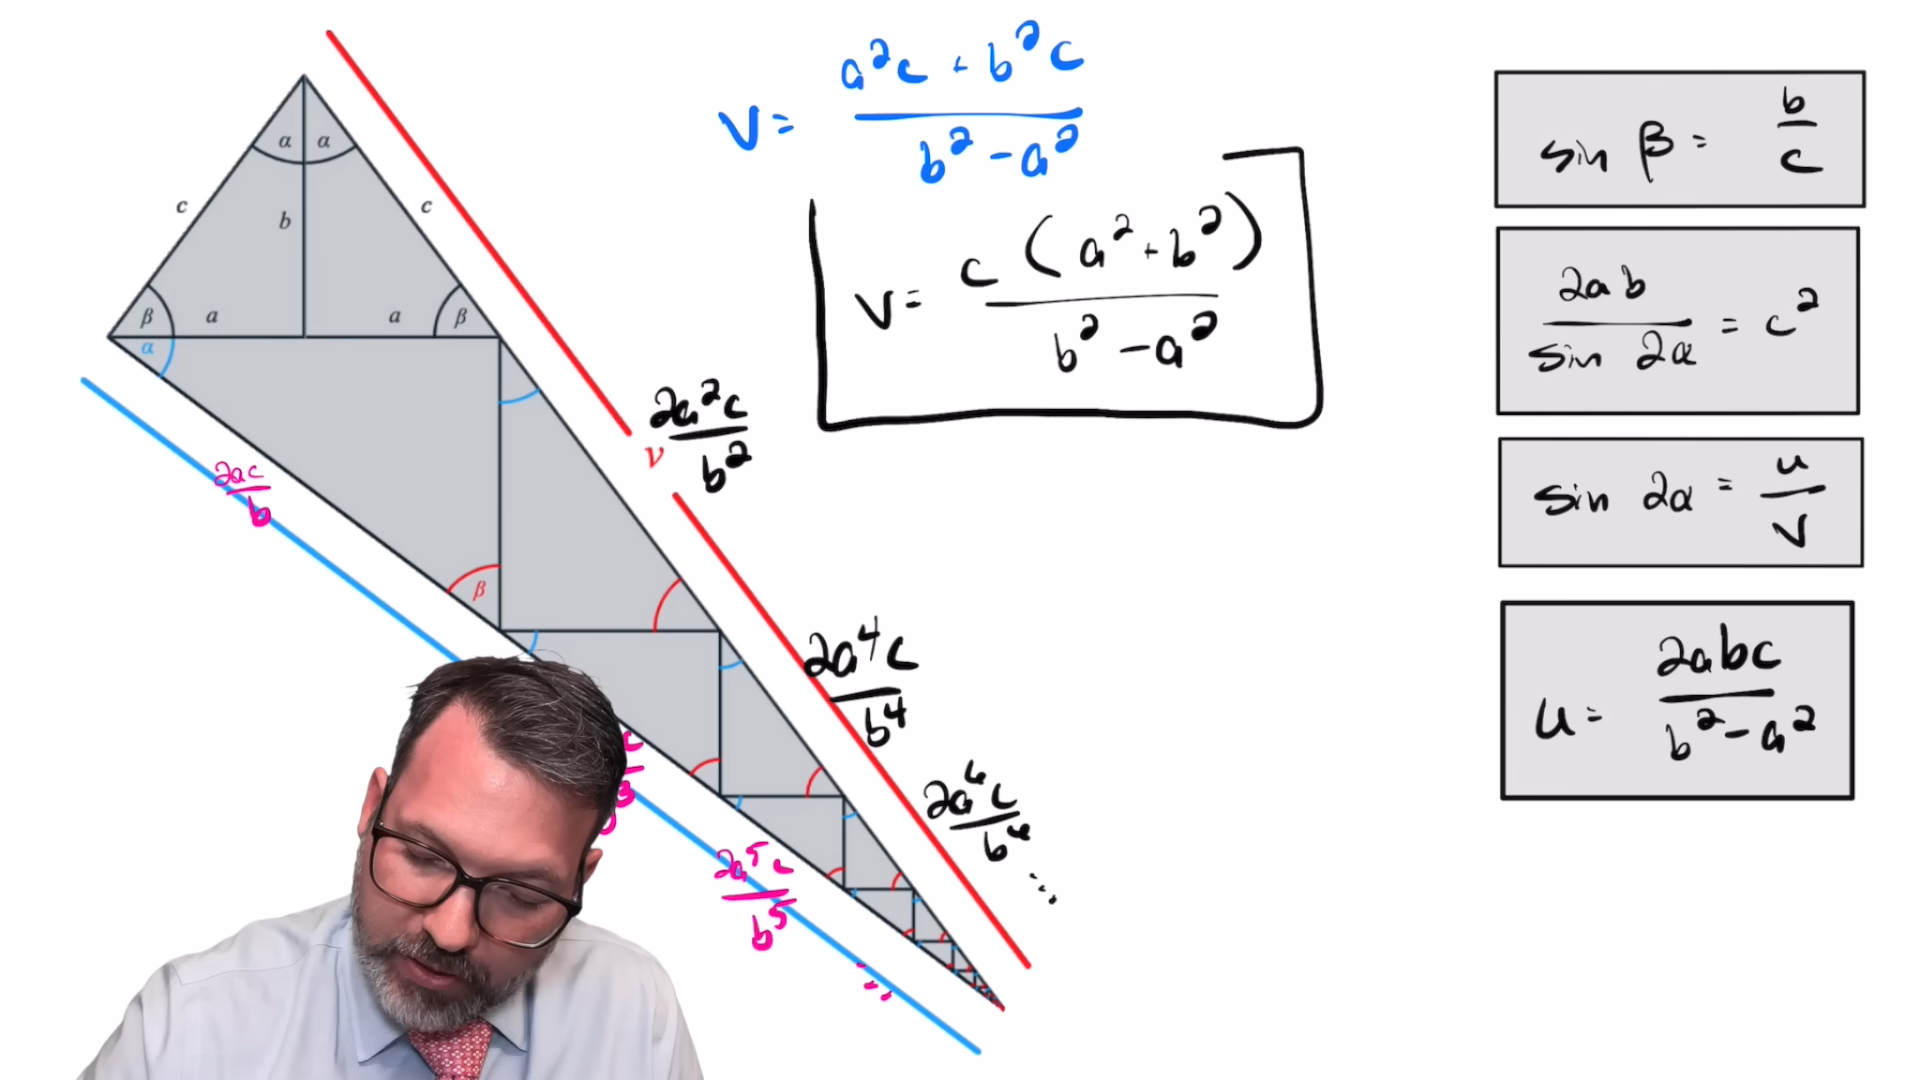 α α
c b c
β a a β
α
2ac/b
β
v
2a²c/b²
2a⁴c/b⁴
2a⁶c/b⁶ ...
2a⁵c/b⁵
...
v = (a²c + b²c)/(b² - a²)
v = c(a² + b²)/(b² - a²)
sin β = b/c
2ab/sin 2α = c²
sin 2α = u/v
u = 2abc/(b² - a²)